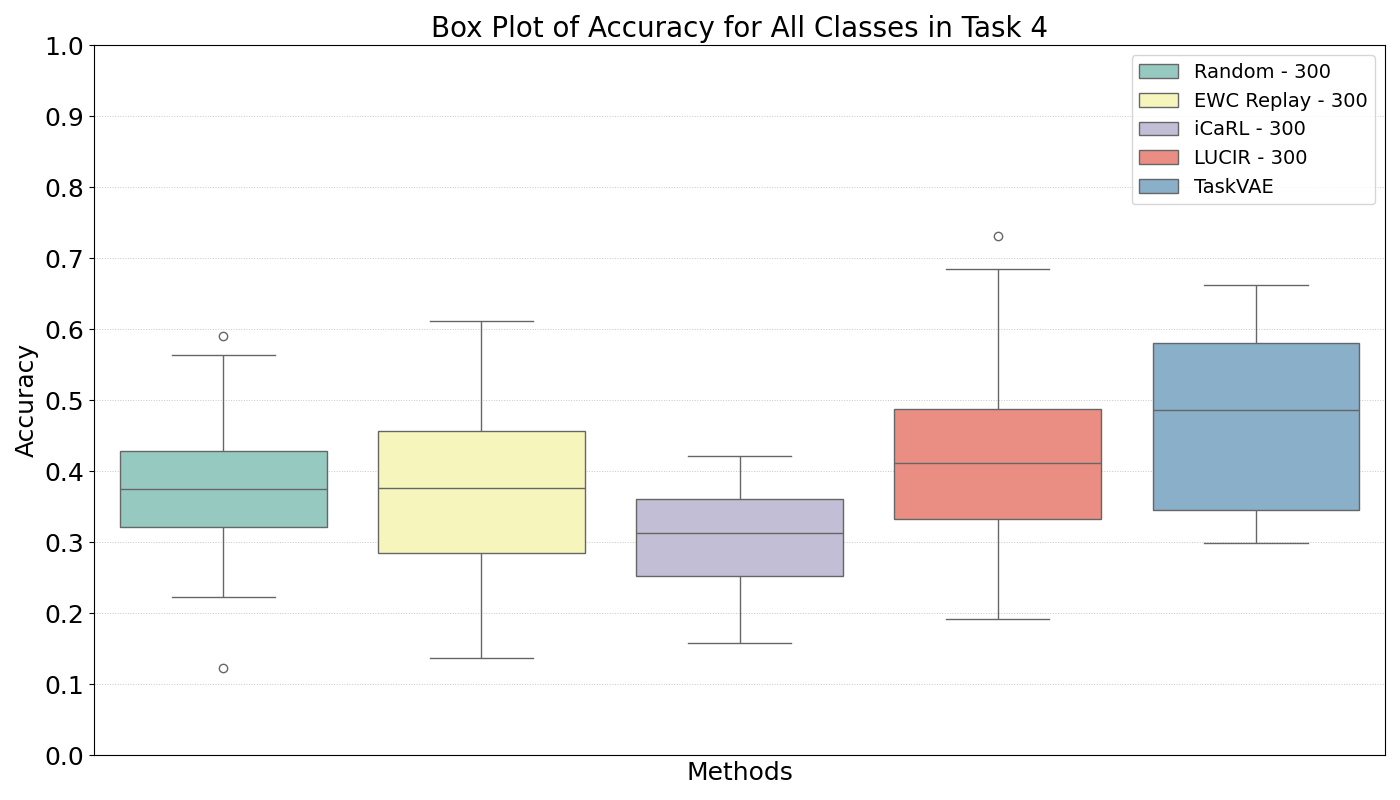 Box Plot of Accuracy for All Classes in Task 4
1.0
0.9
0.8
0.7
0.6
0.5
0.4
0.3
0.2
0.1
0.0
Accuracy
Methods
Random - 300
EWC Replay - 300
iCaRL - 300
LUCIR - 300
TaskVAE